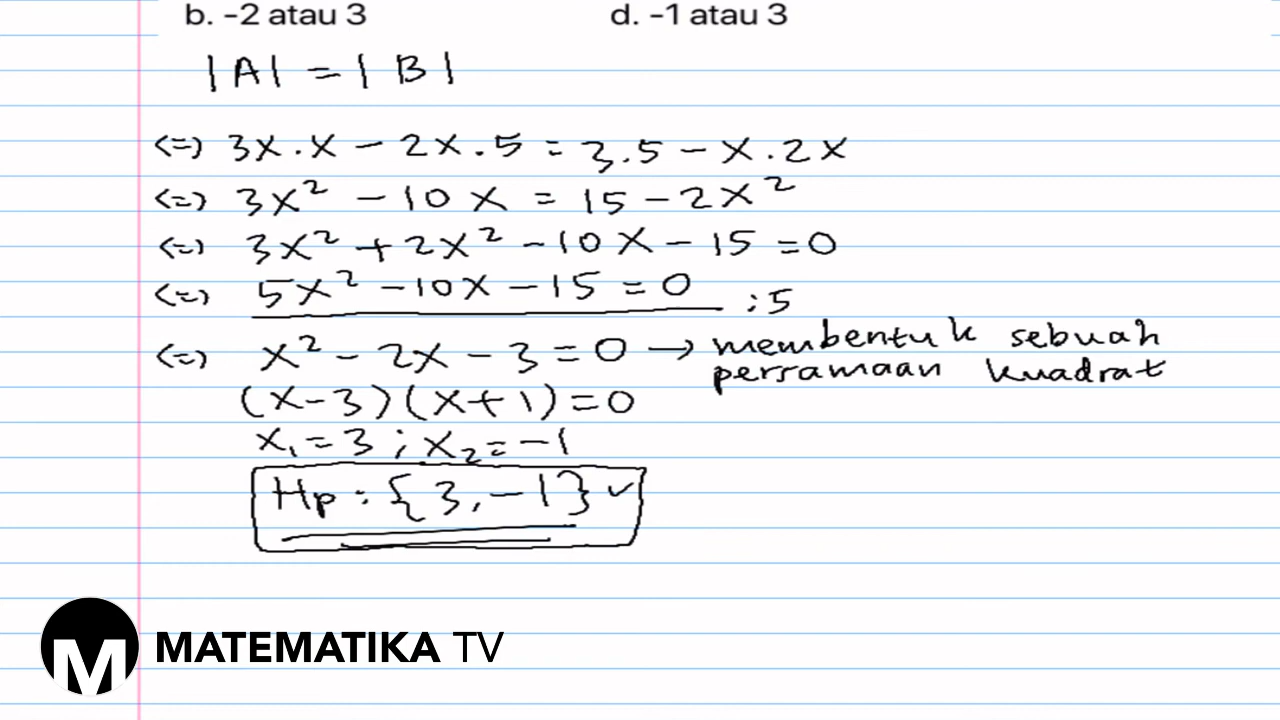 b. -2 atau 3 d. -1 atau 3
|A| = |B|
<=> 3x.x - 2x.5 = 3.5 - x.2x
<=> 3x² - 10x = 15 - 2x²
<=> 3x² + 2x² - 10x - 15 = 0
<=> 5x² - 10x - 15 = 0 :5
<=> x² - 2x - 3 = 0 → membentuk sebuah
persamaan kuadrat
(x-3)(x+1) = 0
x₁ = 3 ; x₂ = -1
Hp : {3, -1} ✓
M MATEMATIKA TV